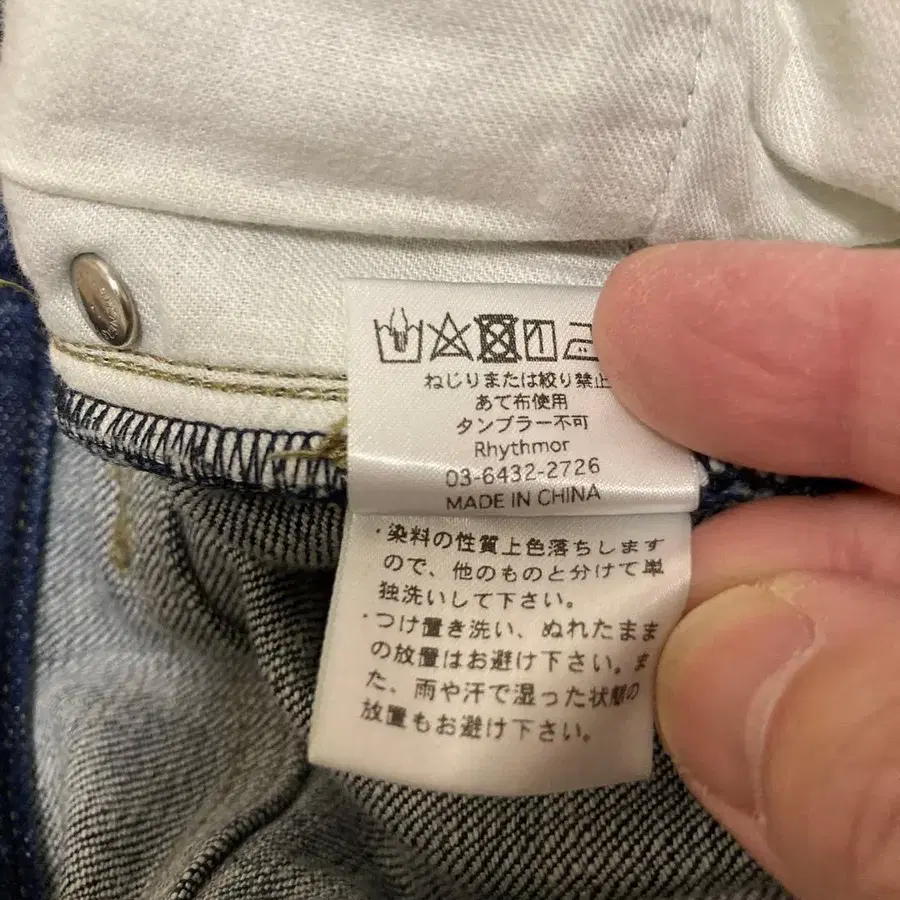 ねじりまたは絞り禁止
あて布使用
タンブラー不可
Rhythmor
03-6432-2726
MADE IN CHINA
・染料の性質上色落ちします
ので、他のものと分けて単
独洗いして下さい。
・つけ置き洗い、ぬれたまま
の放置はお避け下さい。ま
た、雨や汗で湿った状態の
放置もお避け下さい。